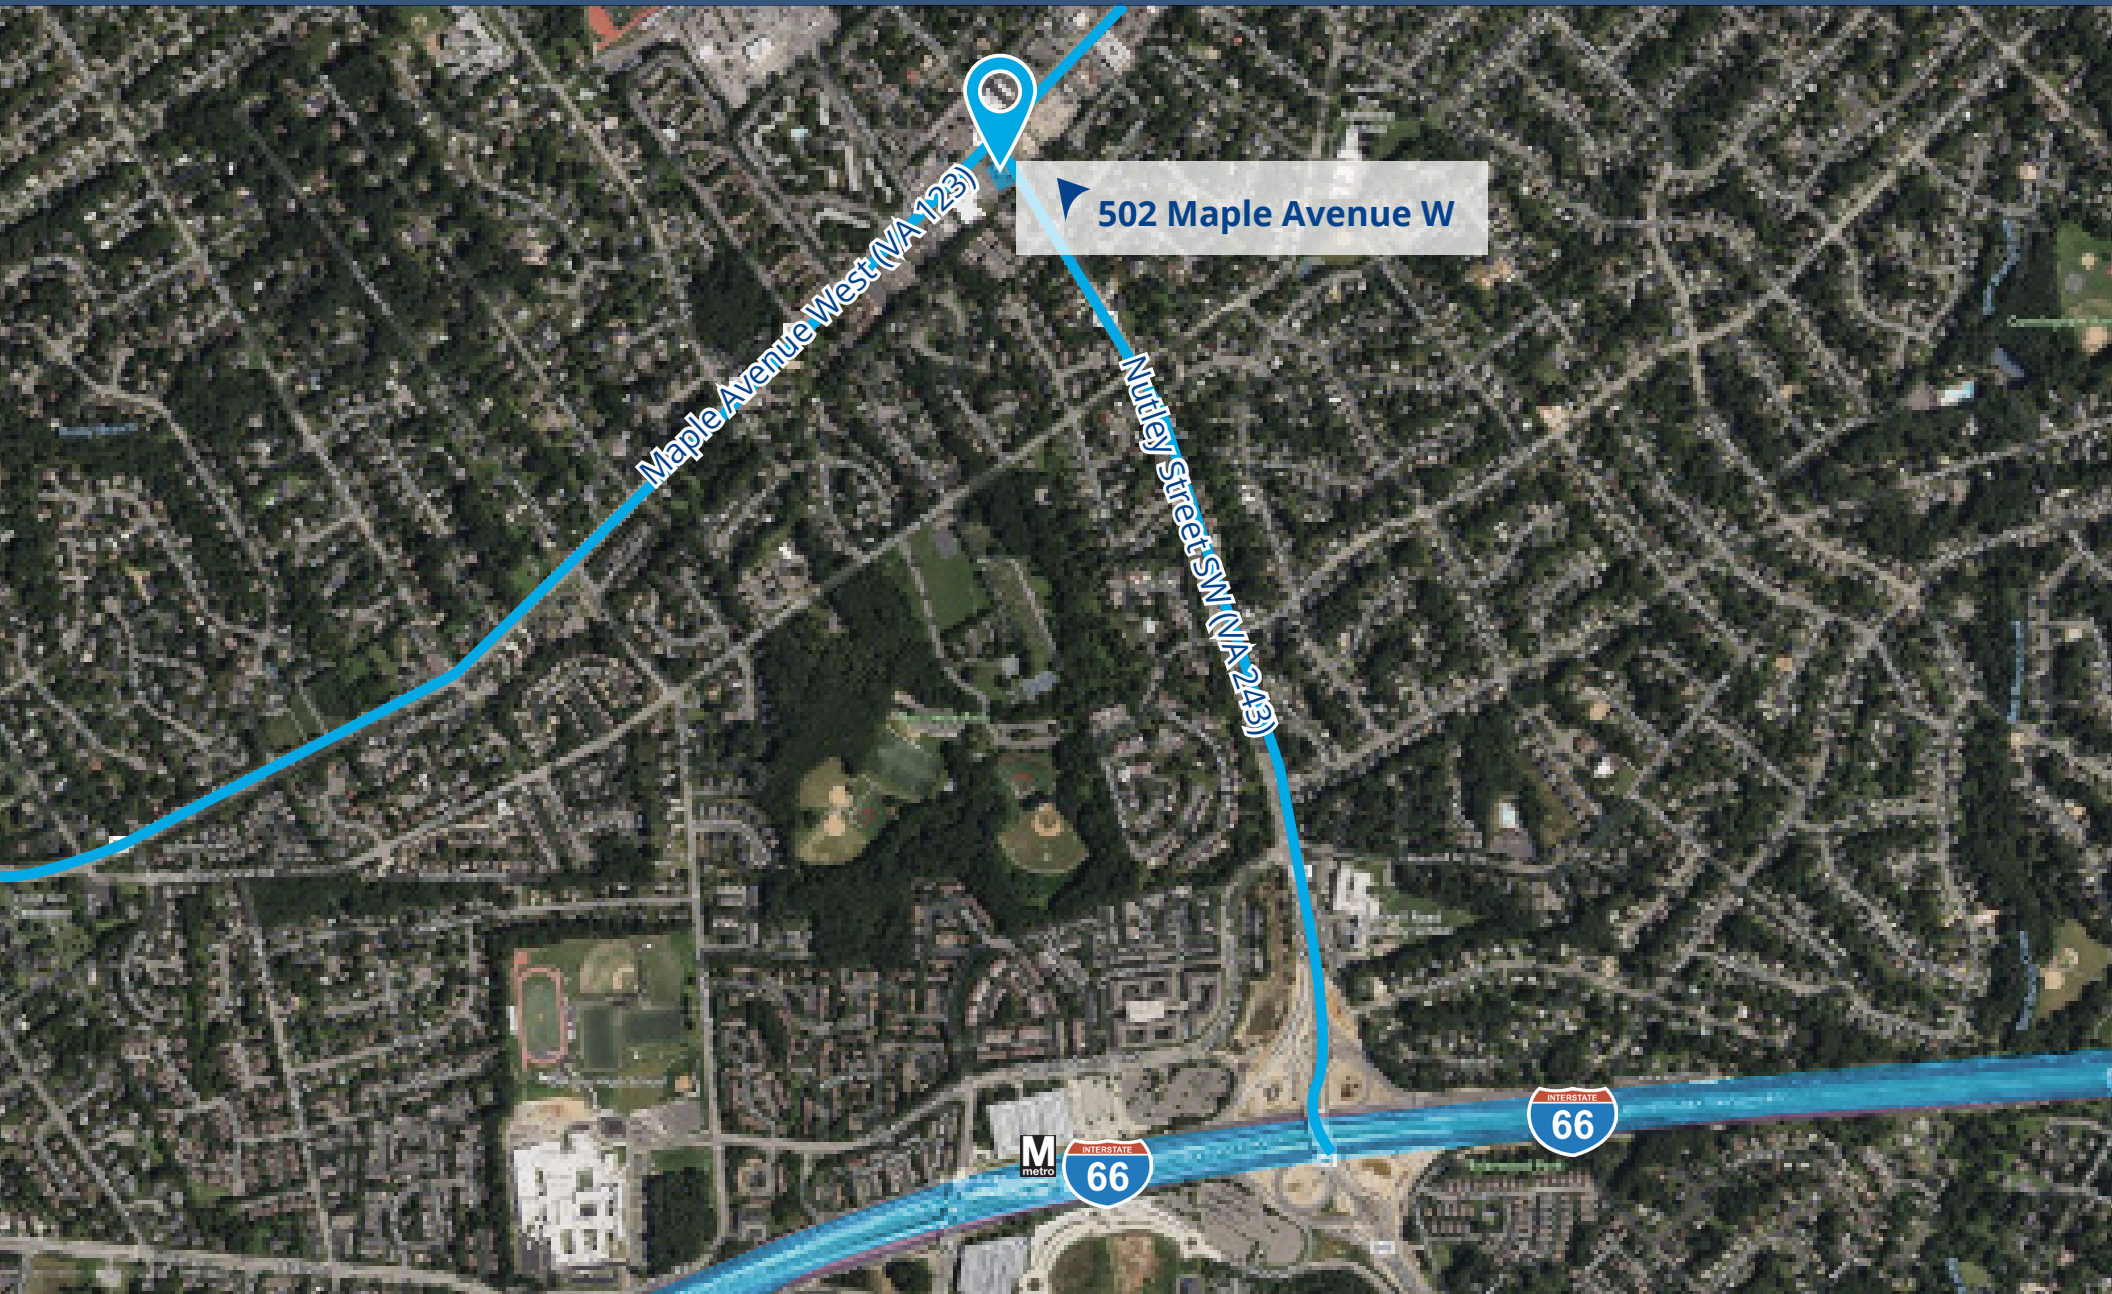 502 Maple Avenue W
Maple Avenue West (VA 123)
Nutley Street SW (VA 243)
INTERSTATE
66
M
metro
INTERSTATE
66